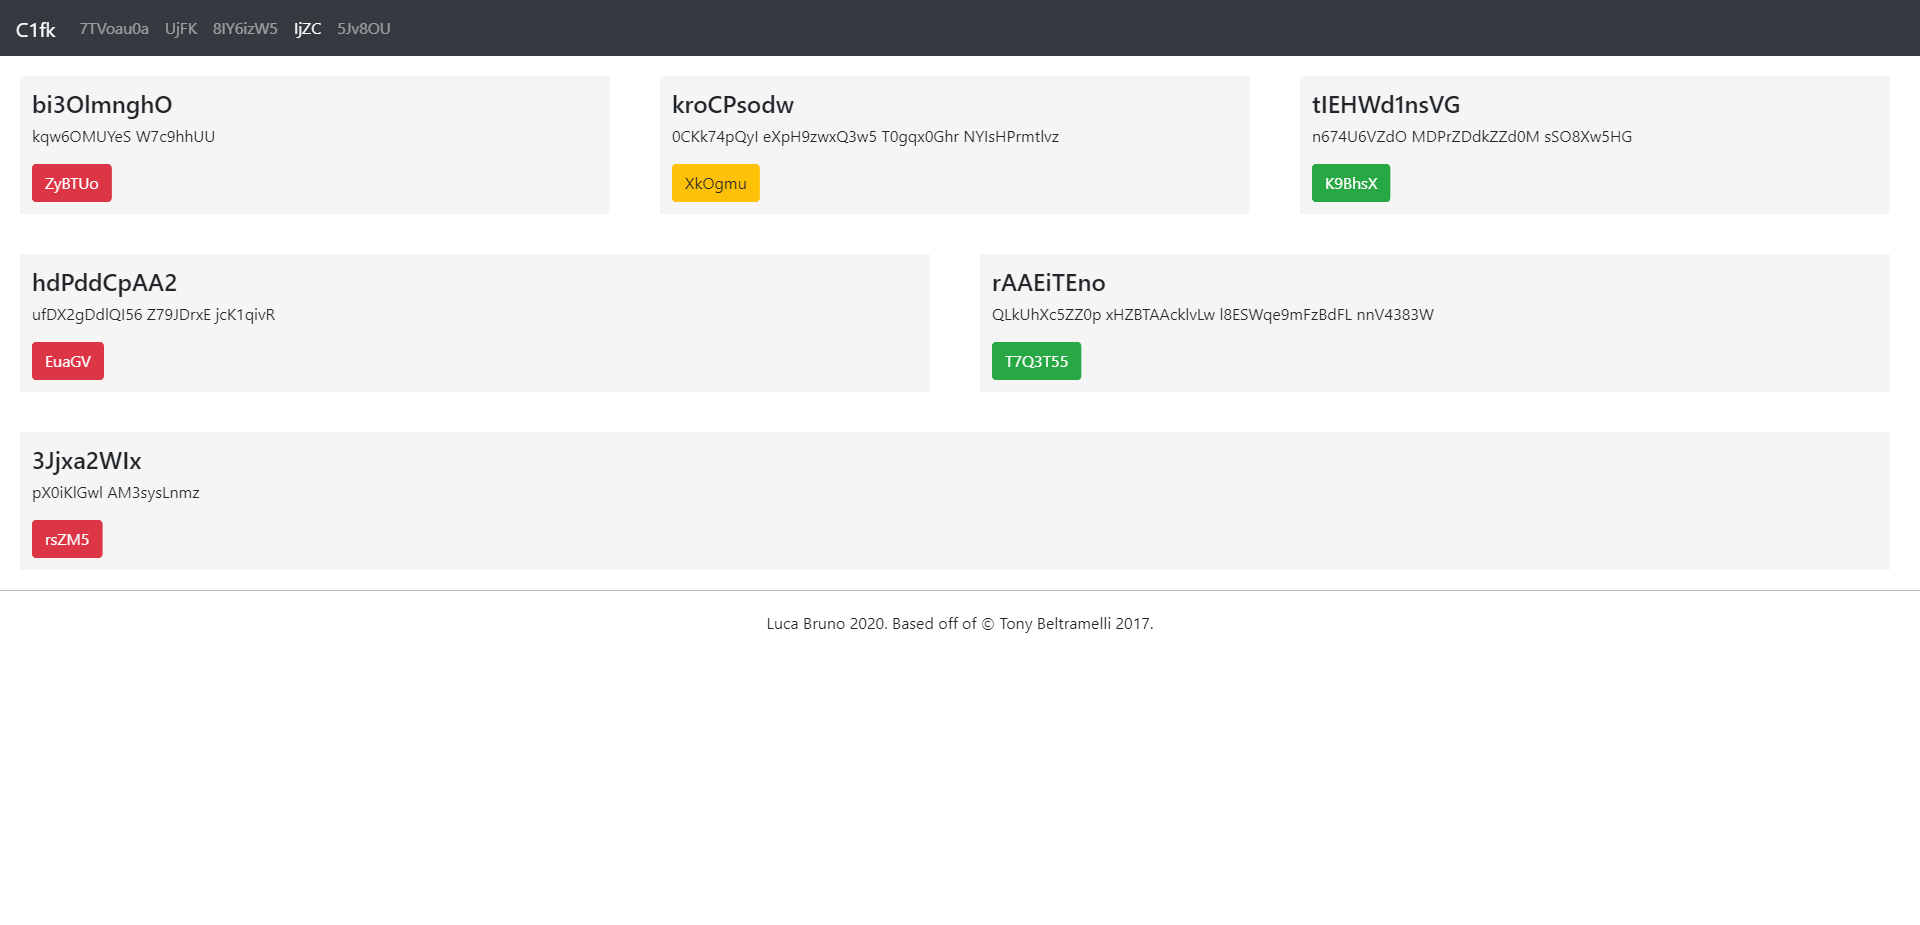 C1fk 7TVoau0a UjFK 8IY6izW5 IjZC 5Jv8OU
bi3OlmnghO
kqw6OMUYeS W7c9hhUU
ZyBTUo
kroCPsodw
0CKk74pQyI eXpH9zwxQ3w5 T0gqx0Ghr NYIsHPrmtlvz
XkOgmu
tIEHWd1nsVG
n674U6VZdO MDPrZDdkZZd0M sSO8Xw5HG
K9BhsX
hdPddCpAA2
ufDX2gDdlQI56 Z79JDrxE jcK1qivR
EuaGV
rAAEiTEno
QLkUhXc5ZZ0p xHZBTAAcklvLw l8ESWqe9mFzBdFL nnV4383W
T7Q3T55
3Jjxa2WIx
pX0iKlGwl AM3sysLnmz
rsZM5
Luca Bruno 2020. Based off of © Tony Beltramelli 2017.